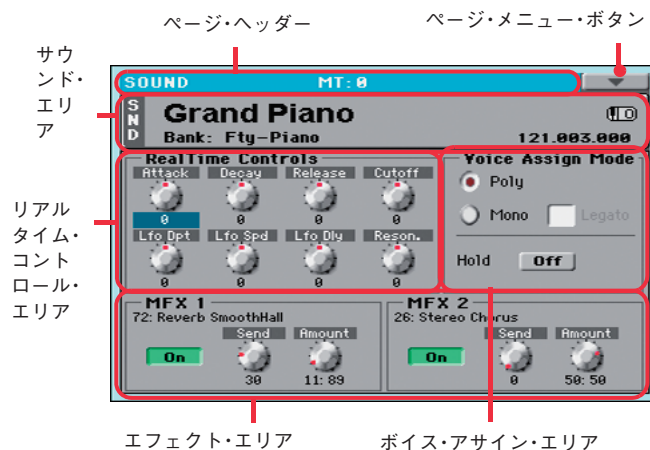 ページ・ヘッダー
ページ・メニュー・ボタン
サウ
ンド・
エリ
ア
SOUND MT:0
SND
Grand Piano
Bank: Fty-Piano 121.003.000
RealTime Controls
Attack Decay Release Cutoff
0 0 0 0
Lfo Dpt Lfo Spd Lfo Dly Reson.
0 0 0 0
Voice Assign Mode
Poly
Mono Legato
Hold Off
リアル
タイム・
コント
ロール・
エリア
MFX 1
72: Reverb SmoothHall
Send Amount
On
30 11:89
MFX 2
26: Stereo Chorus
Send Amount
On
0 50:50
エフェクト・エリア
ボイス・アサイン・エリア